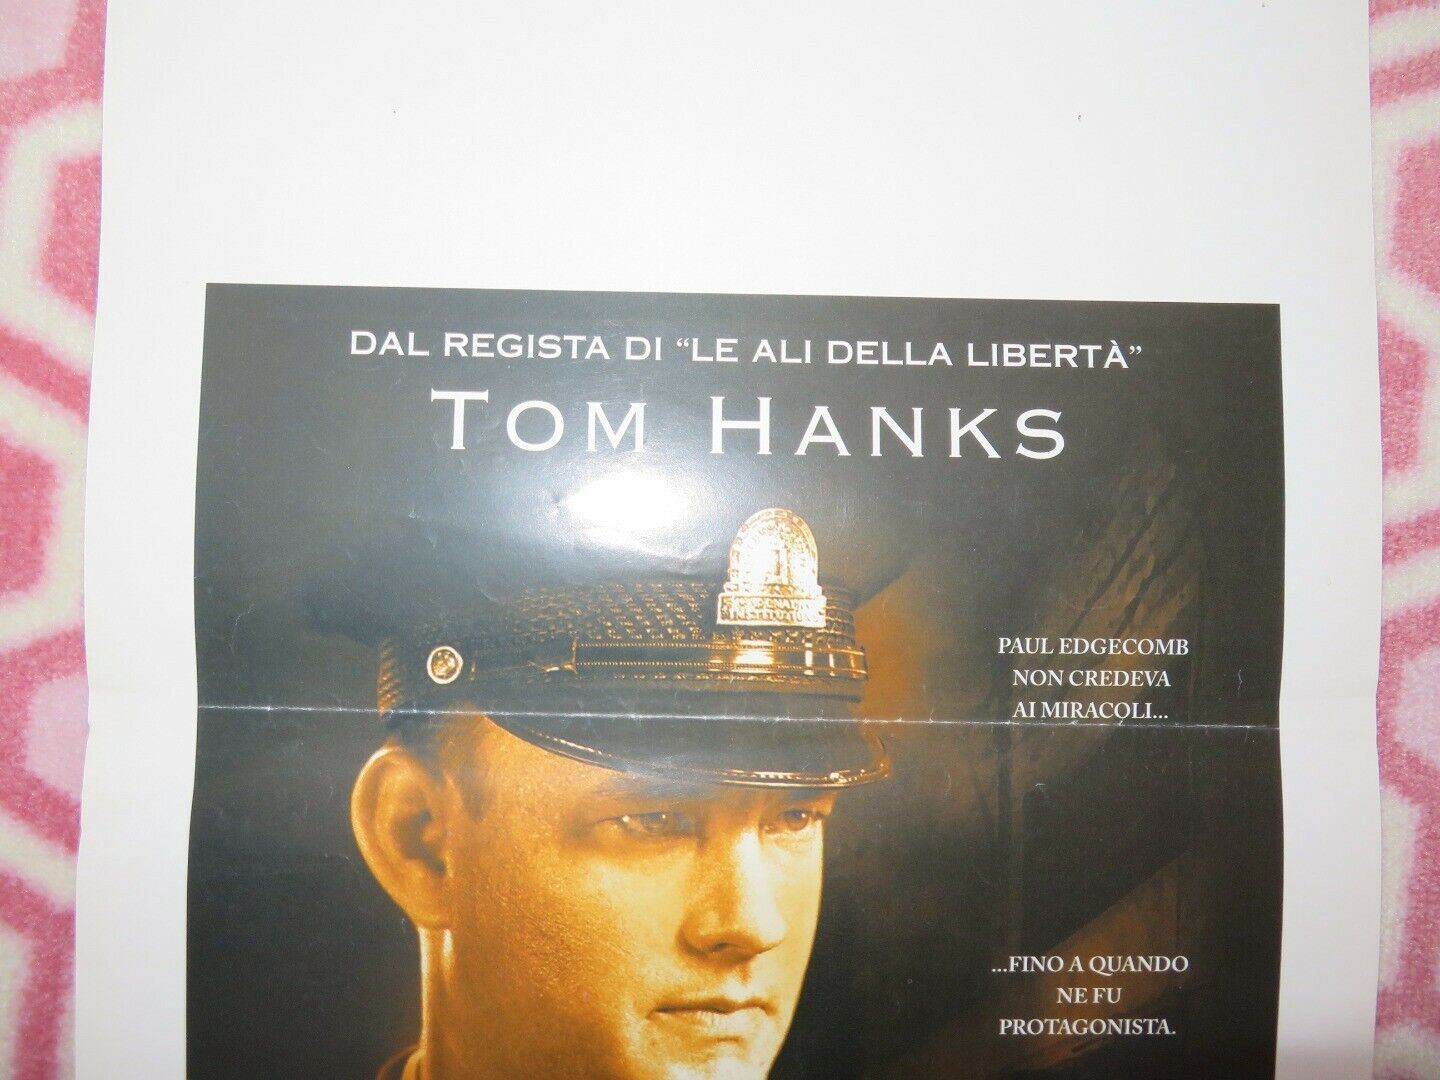 DAL REGISTA DI “LE ALI DELLA LIBERTÀ”
TOM HANKS
PAUL EDGECOMB
NON CREDEVA
AI MIRACOLI...
...FINO A QUANDO
NE FU
PROTAGONISTA.